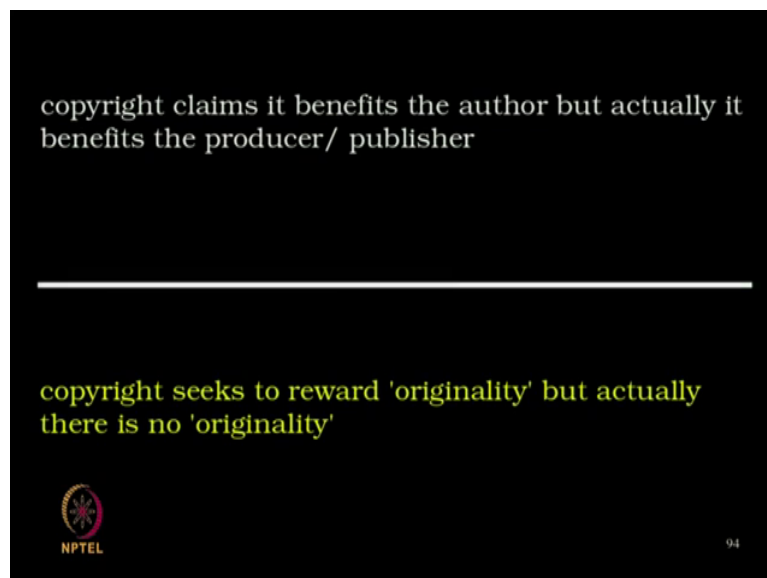 copyright claims it benefits the author but actually it
benefits the producer/ publisher
copyright seeks to reward 'originality' but actually
there is no 'originality'
NPTEL
94